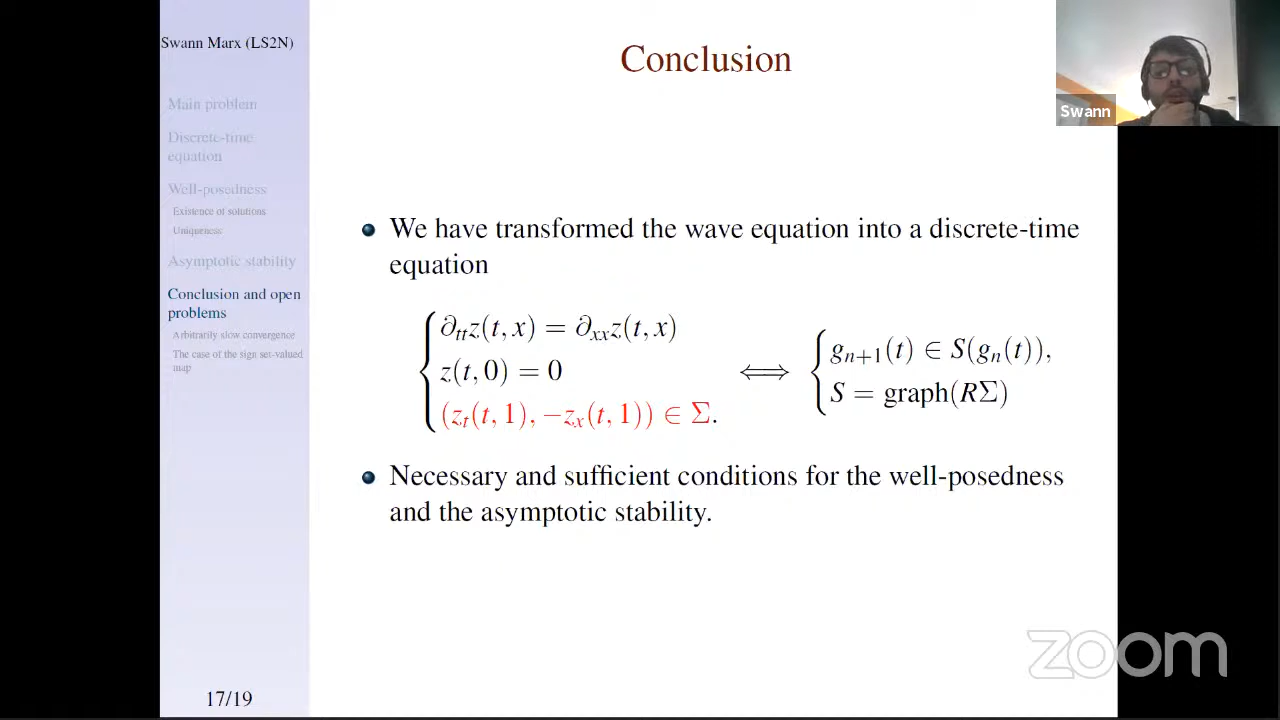 Swann Marx (LS2N)
Main problem
Discrete-time
equation
Well-posedness
Existence of solutions
Uniqueness
Asymptotic stability
Conclusion and open
problems
Arbitrarily slow convergence
The case of the sign set-valued
map
17/19
Conclusion
Swann
We have transformed the wave equation into a discrete-time
equation
∂ₜₜz(t, x) = ∂ₓₓz(t, x)
z(t, 0) = 0
(zₜ(t, 1), −zₓ(t, 1)) ∈ Σ.
⟺
gₙ₊₁(t) ∈ S(gₙ(t)),
S = graph(RΣ)
Necessary and sufficient conditions for the well-posedness
and the asymptotic stability.
zoom